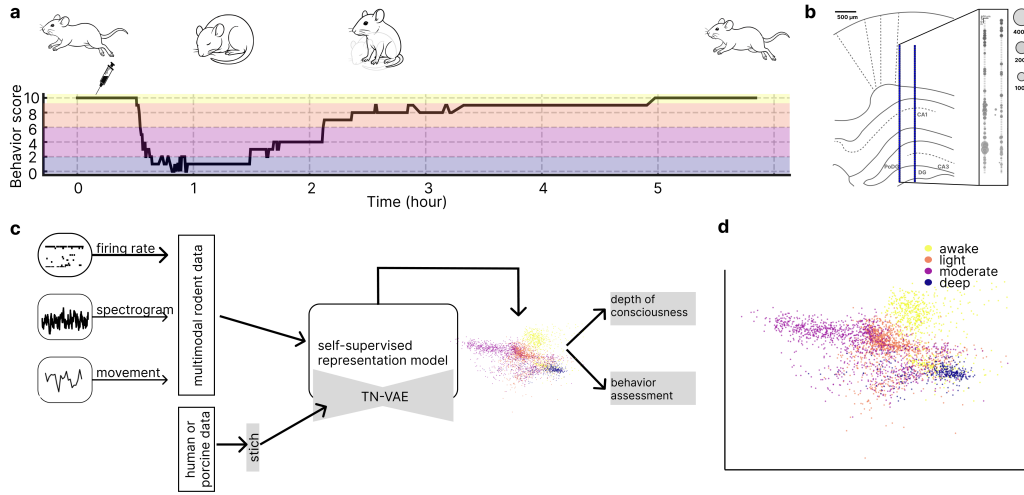 a
Behavior score
10
8
6
4
2
0
0
1
2
3
4
5
Time (hour)
b
500 µm
CA1
PoDG
CA3
DG
400
200
100
c
firing rate
spectrogram
movement
multimodal rodent data
human or
porcine data
stich
self-supervised
representation model
TN-VAE
depth of
consciousness
behavior
assessment
d
awake
light
moderate
deep